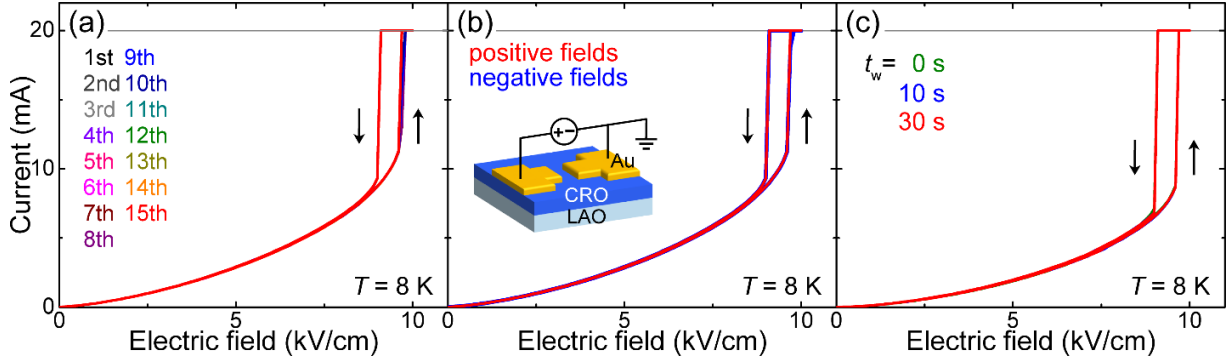 (a)
1st 9th
2nd 10th
3rd 11th
4th 12th
5th 13th
6th 14th
7th 15th
8th
T = 8 K
Current (mA)
20
10
0
0 5 10
Electric field (kV/cm)
(b)
positive fields
negative fields
+−
Au
CRO
LAO
T = 8 K
0 5 10
Electric field (kV/cm)
(c)
tw= 0 s
10 s
30 s
T = 8 K
0 5 10
Electric field (kV/cm)